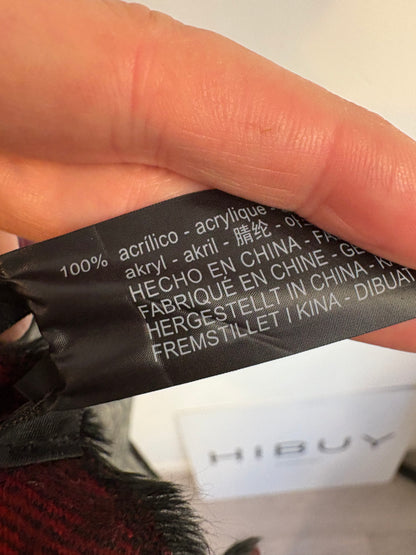 100% acrílico - acrylique
akryl - akril - 腈纶 -
HECHO EN CHINA -
FABRIQUÉ EN CHINE -
HERGESTELLT IN CHINA -
FREMSTILLET I KINA - DIBUAT
HIBUY